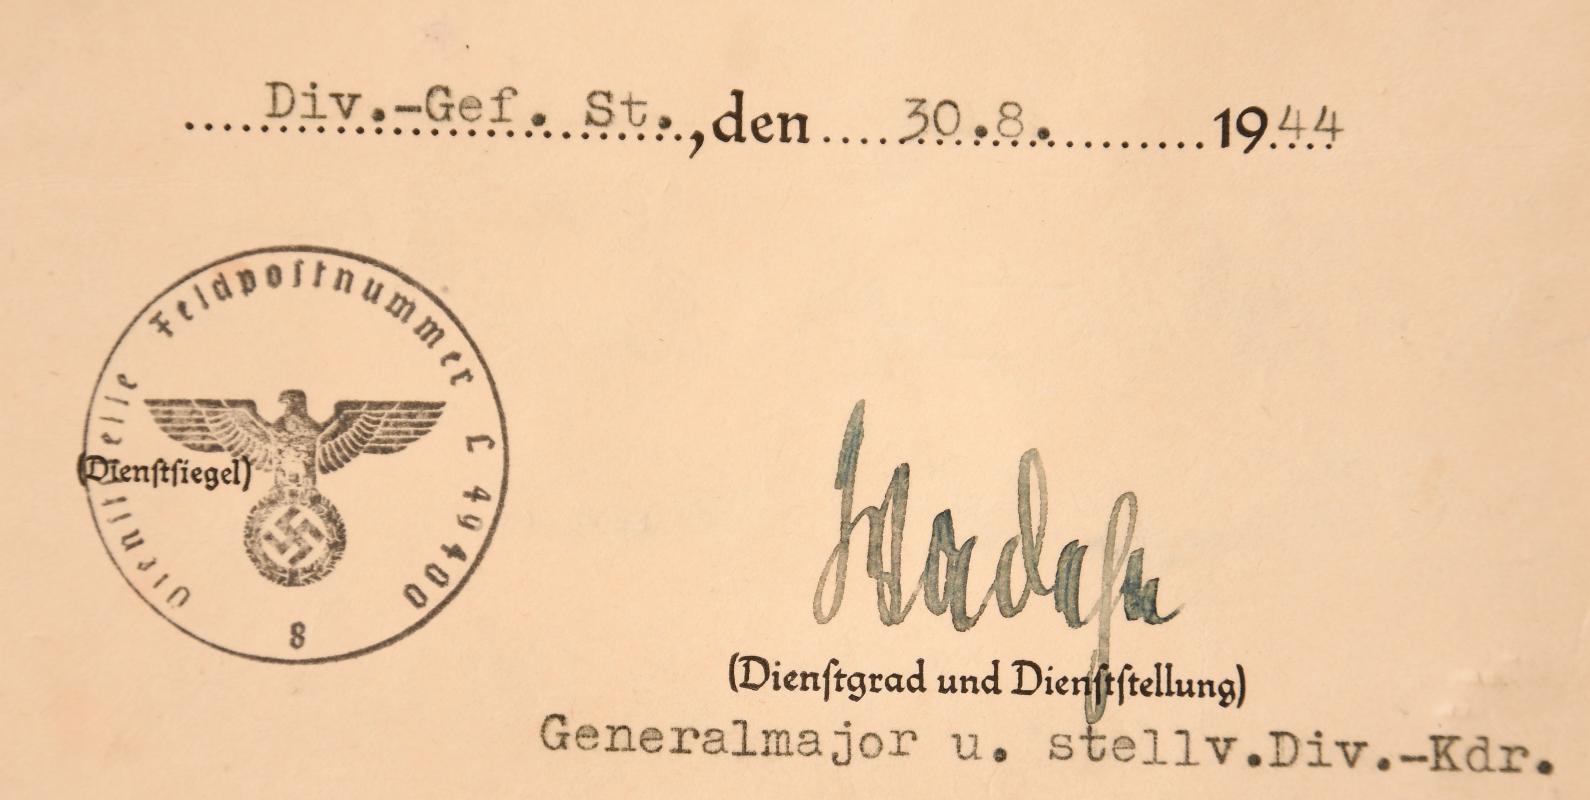 Div.-Gef. St., den 30.8. 1944
Dienststelle Feldpostnummer L 49400
8
(Dienstsiegel)
(Dienstgrad und Dienststellung)
Generalmajor u. stellv.Div.-Kdr.